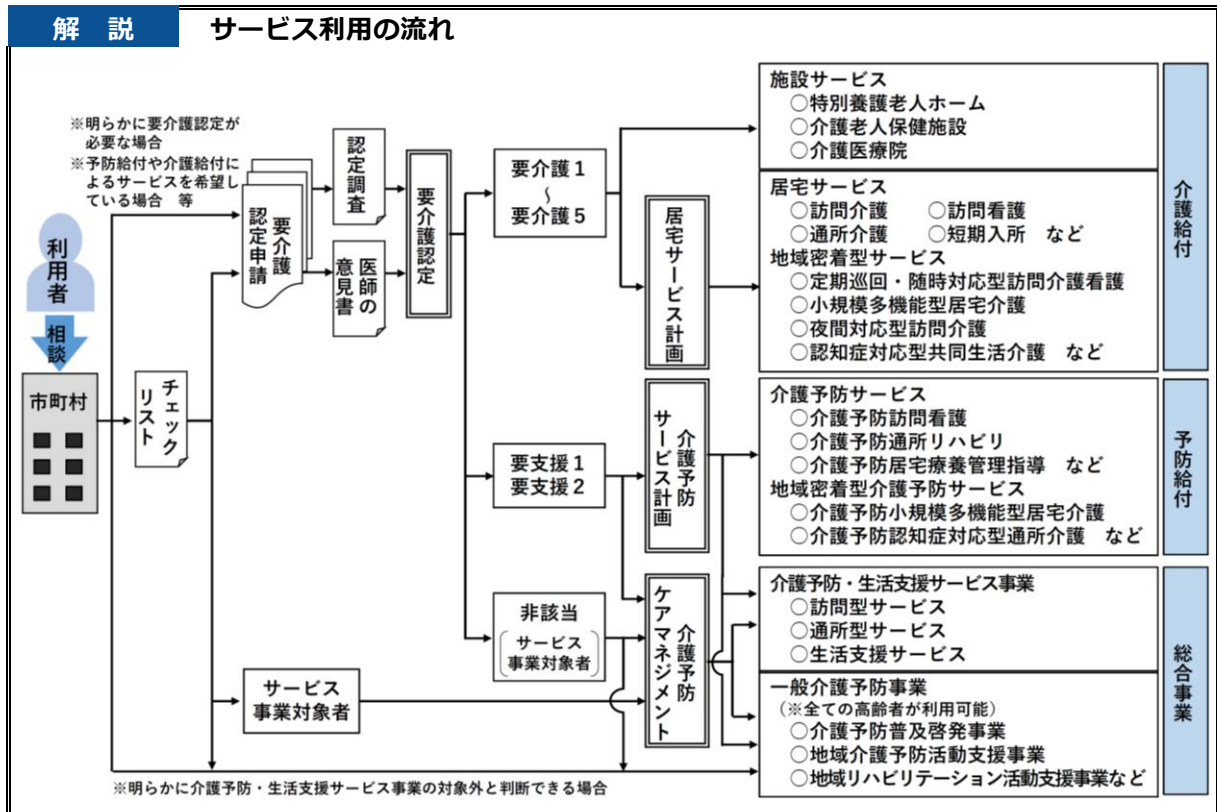 解 説
サービス利用の流れ
※明らかに要介護認定が
必要な場合
※予防給付や介護給付に
よるサービスを希望し
ている場合 等
利用者
相談
市町村
チェック
リスト
要介護
認定申請
認定調査
医師の
意見書
要介護認定
要介護1
~
要介護5
要支援1
要支援2
非該当
サービス
事業対象者
サービス
事業対象者
居宅サービス計画
介護予防
サービス計画
介護予防
ケアマネジメント
施設サービス
○特別養護老人ホーム
○介護老人保健施設
○介護医療院
居宅サービス
○訪問介護 ○訪問看護
○通所介護 ○短期入所 など
地域密着型サービス
○定期巡回・随時対応型訪問介護看護
○小規模多機能型居宅介護
○夜間対応型訪問介護
○認知症対応型共同生活介護 など
介護給付
介護予防サービス
○介護予防訪問看護
○介護予防通所リハビリ
○介護予防居宅療養管理指導 など
地域密着型介護予防サービス
○介護予防小規模多機能型居宅介護
○介護予防認知症対応型通所介護 など
予防給付
介護予防・生活支援サービス事業
○訪問型サービス
○通所型サービス
○生活支援サービス
一般介護予防事業
(※全ての高齢者が利用可能)
○介護予防普及啓発事業
○地域介護予防活動支援事業
○地域リハビリテーション活動支援事業など
総合事業
※明らかに介護予防・生活支援サービス事業の対象外と判断できる場合